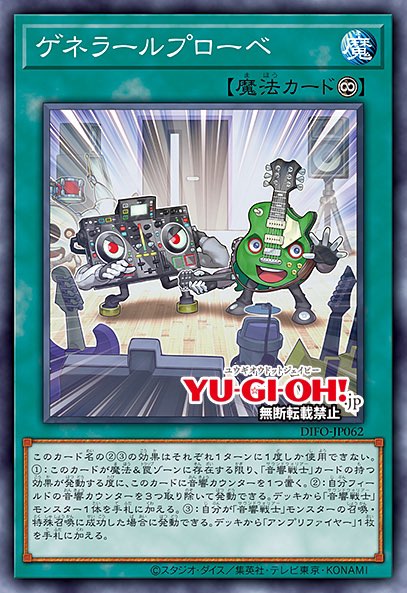 ゲネラールプローベ
魔
【魔法カード∞】
ユウギオウドットジェイピー
YU-GI-OH!.jp
無断転載禁止
DIFO-JP062
このカード名の②③の効果はそれぞれ1ターンに1度しか使用できない。
①：このカードが魔法&罠ゾーンに存在する限り、「音響戦士」カードの持つ
効果が発動する度に、このカードに音響カウンターを1つ置く。②：自分フィー
ルドの音響カウンターを3つ取り除いて発動できる。デッキから「音響戦士」
モンスター1体を手札に加える。③：自分が「音響戦士」モンスターの召喚・
特殊召喚に成功した場合に発動できる。デッキから「アンプリファイヤー」1枚
を手札に加える。
©スタジオ・ダイス／集英社・テレビ東京・KONAMI